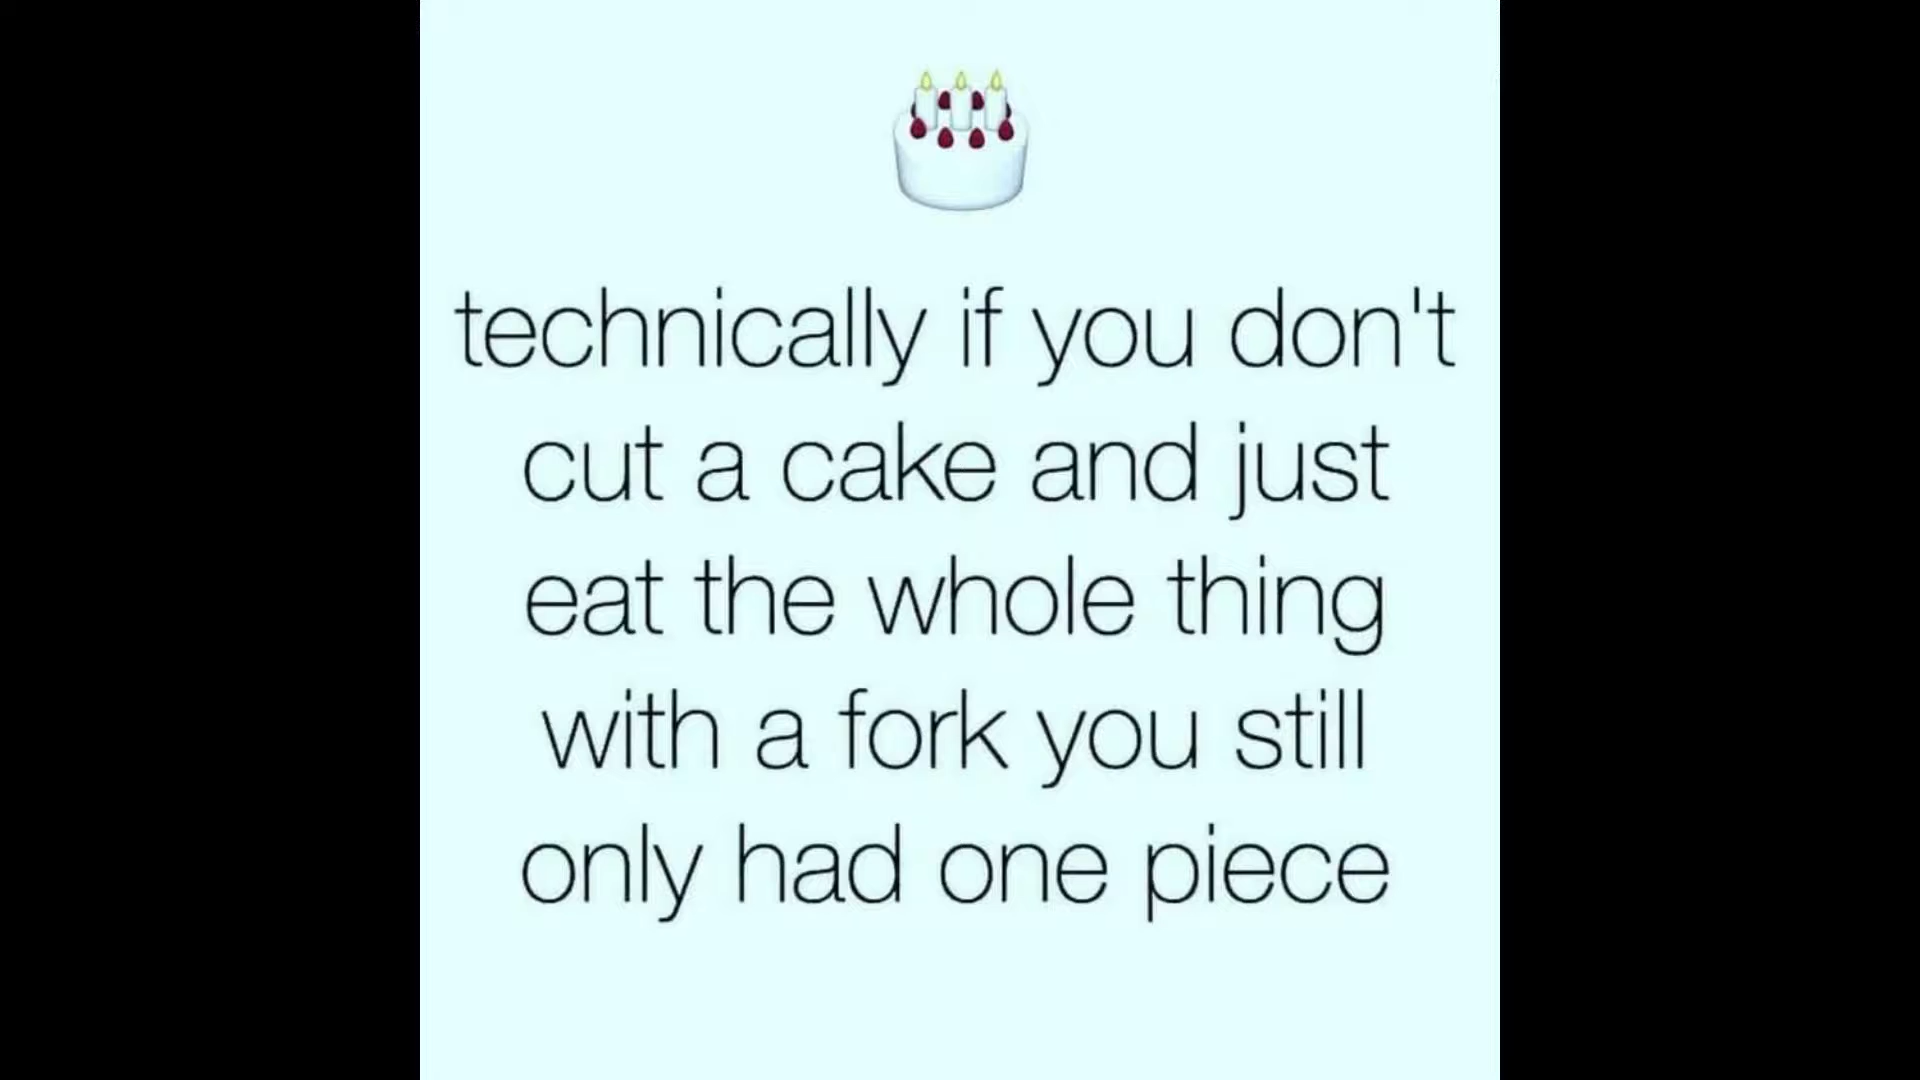 technically if you don't
cut a cake and just
eat the whole thing
with a fork you still
only had one piece